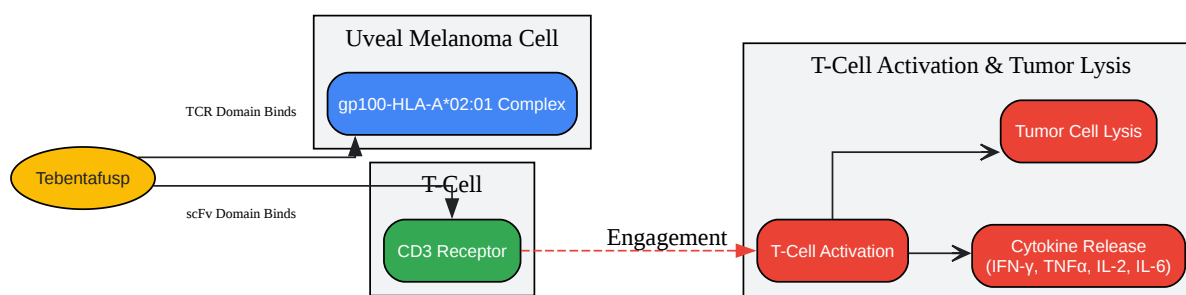 Uveal Melanoma Cell
gp100-HLA-A*02:01 Complex
TCR Domain Binds
Tebentafusp
scFv Domain Binds
T-Cell
CD3 Receptor
Engagement
T-Cell Activation & Tumor Lysis
Tumor Cell Lysis
T-Cell Activation
Cytokine Release
(IFN-γ, TNFα, IL-2, IL-6)